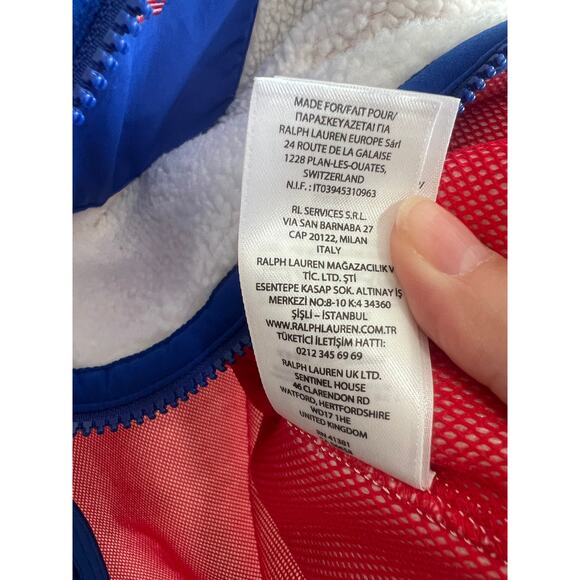 MADE FOR/FAIT POUR/
ΠΑΡΑΣΚΕΥΑΖΕΤΑΙ ΓΙΑ
RALPH LAUREN EUROPE Sárl
24 ROUTE DE LA GALAISE
1228 PLAN-LES-OUATES,
SWITZERLAND
N.I.F.: IT03945310963
RL SERVICES S.R.L.
VIA SAN BARNABA 27
CAP 20122, MILAN
ITALY
RALPH LAUREN MAĞAZACILIK V
TİC. LTD. ŞTİ
ESENTEPE KASAP SOK. ALTINAY İŞ
MERKEZİ NO:8-10 K:4 34360
ŞİŞLİ – İSTANBUL
WWW.RALPHLAUREN.COM.TR
TÜKETİCİ İLETİŞİM HATTI:
0212 345 69 69
RALPH LAUREN UK LTD.
SENTINEL HOUSE
46 CLARENDON RD
WATFORD, HERTFORDSHIRE
WD17 1HE
UNITED KINGDOM
RN 41381